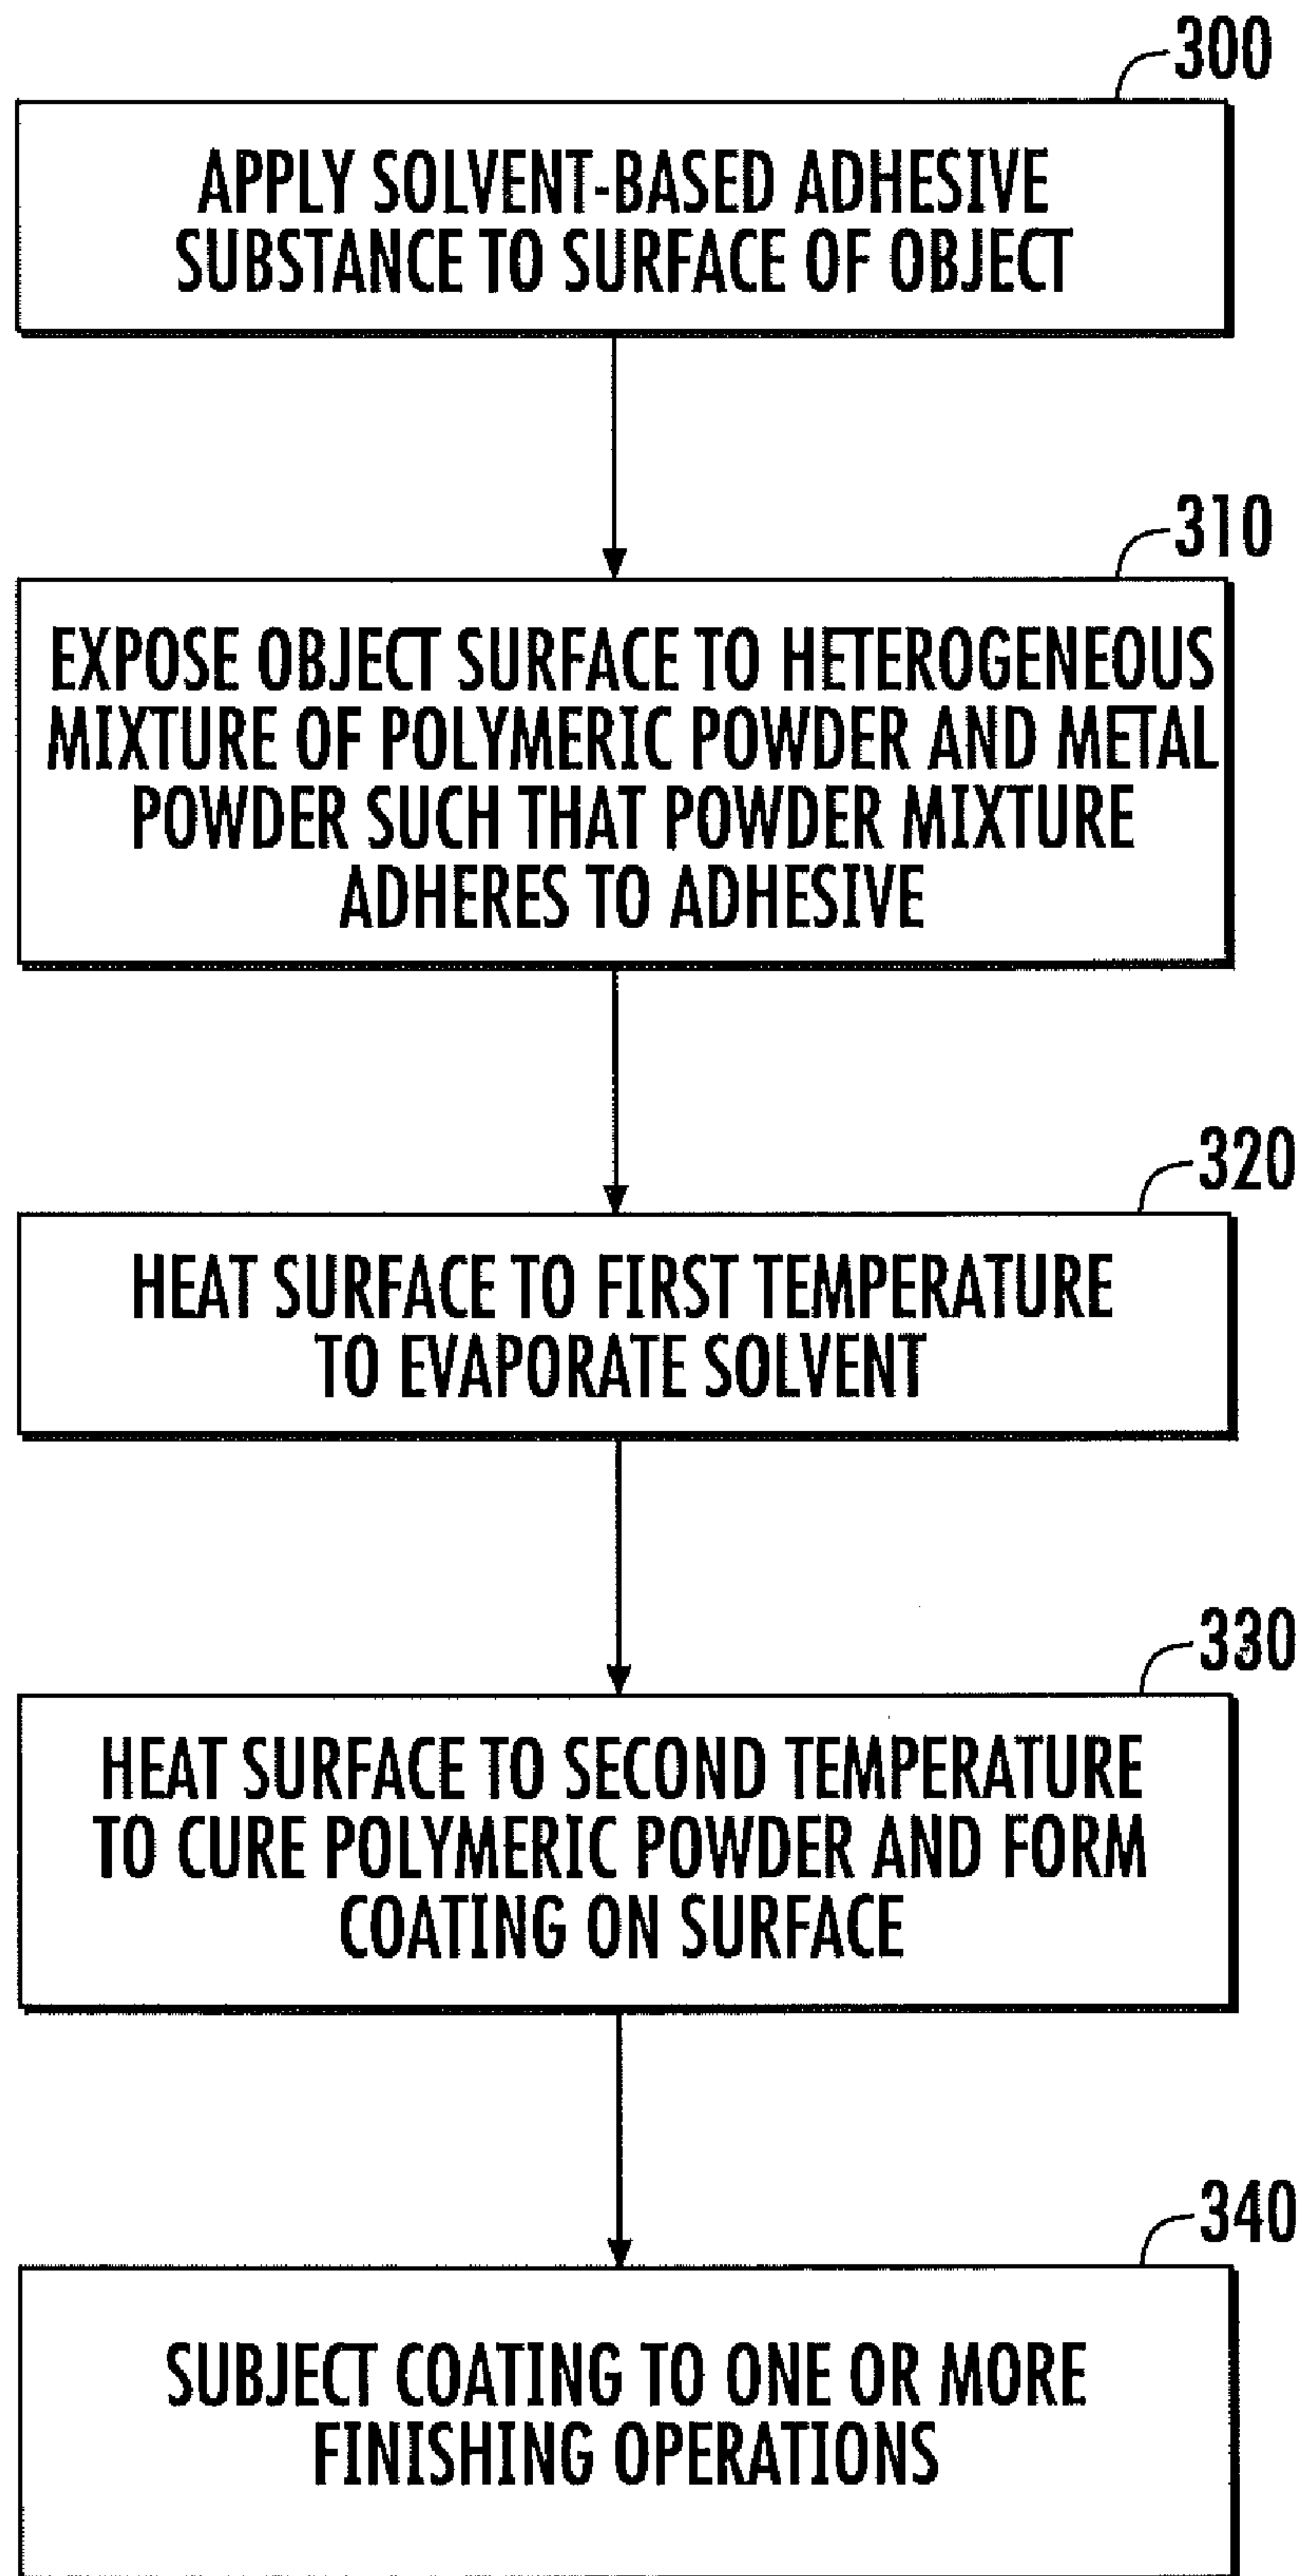 300
APPLY SOLVENT-BASED ADHESIVE
SUBSTANCE TO SURFACE OF OBJECT
310
EXPOSE OBJECT SURFACE TO HETEROGENEOUS
MIXTURE OF POLYMERIC POWDER AND METAL
POWDER SUCH THAT POWDER MIXTURE
ADHERES TO ADHESIVE
320
HEAT SURFACE TO FIRST TEMPERATURE
TO EVAPORATE SOLVENT
330
HEAT SURFACE TO SECOND TEMPERATURE
TO CURE POLYMERIC POWDER AND FORM
COATING ON SURFACE
340
SUBJECT COATING TO ONE OR MORE
FINISHING OPERATIONS